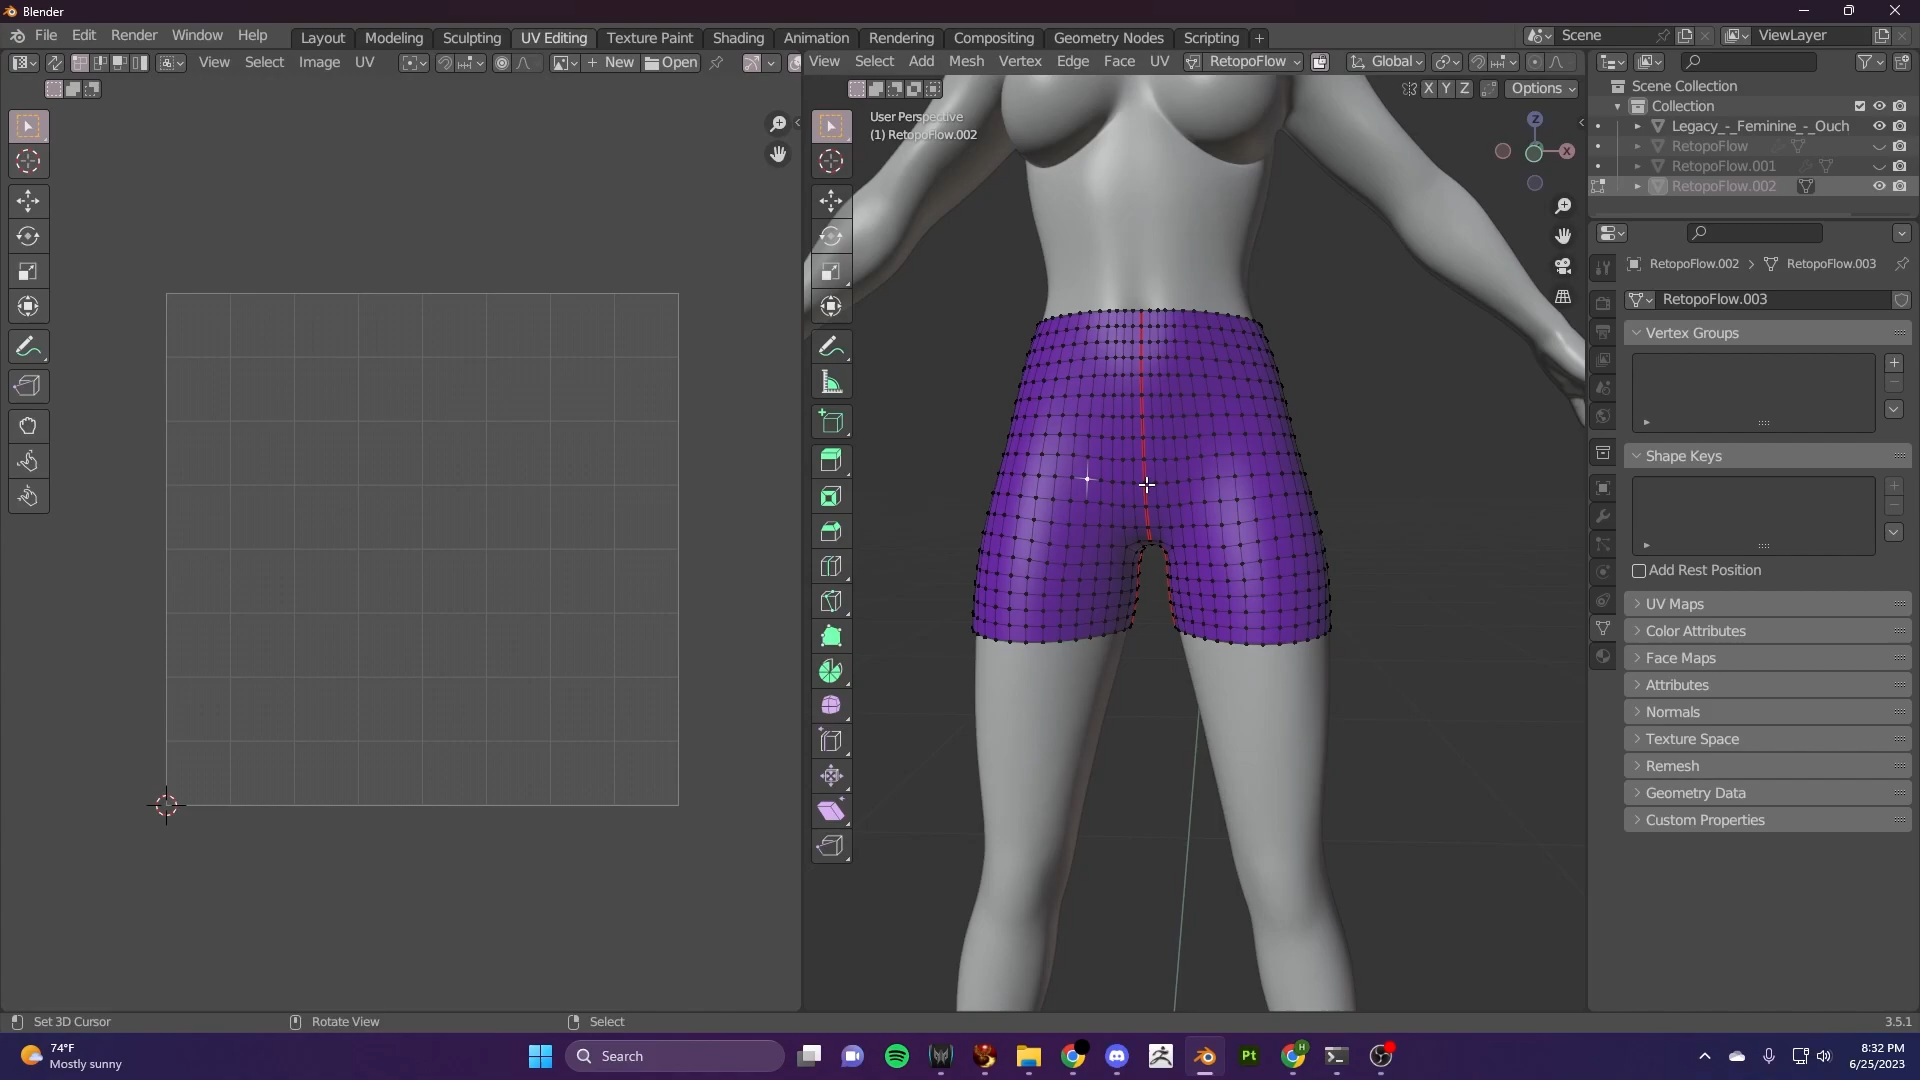 Blender
File Edit Render Window Help Layout Modeling Sculpting UV Editing Texture Paint Shading Animation Rendering Compositing Geometry Nodes Scripting + Scene ViewLayer
View Select Image UV New Open View Select Add Mesh Vertex Edge Face UV RetopoFlow Global
X Y Z Options
User Perspective
(1) RetopoFlow.002
Z
X
Scene Collection
Collection
Legacy_-_Feminine_-_Ouch
RetopoFlow
RetopoFlow.001
RetopoFlow.002
RetopoFlow.002 > RetopoFlow.003
RetopoFlow.003
Vertex Groups
Shape Keys
Add Rest Position
UV Maps
Color Attributes
Face Maps
Attributes
Normals
Texture Space
Remesh
Geometry Data
Custom Properties
Set 3D Cursor Rotate View Select 3.5.1
74°F
Mostly sunny
Search
Pt
H
8:32 PM
6/25/2023